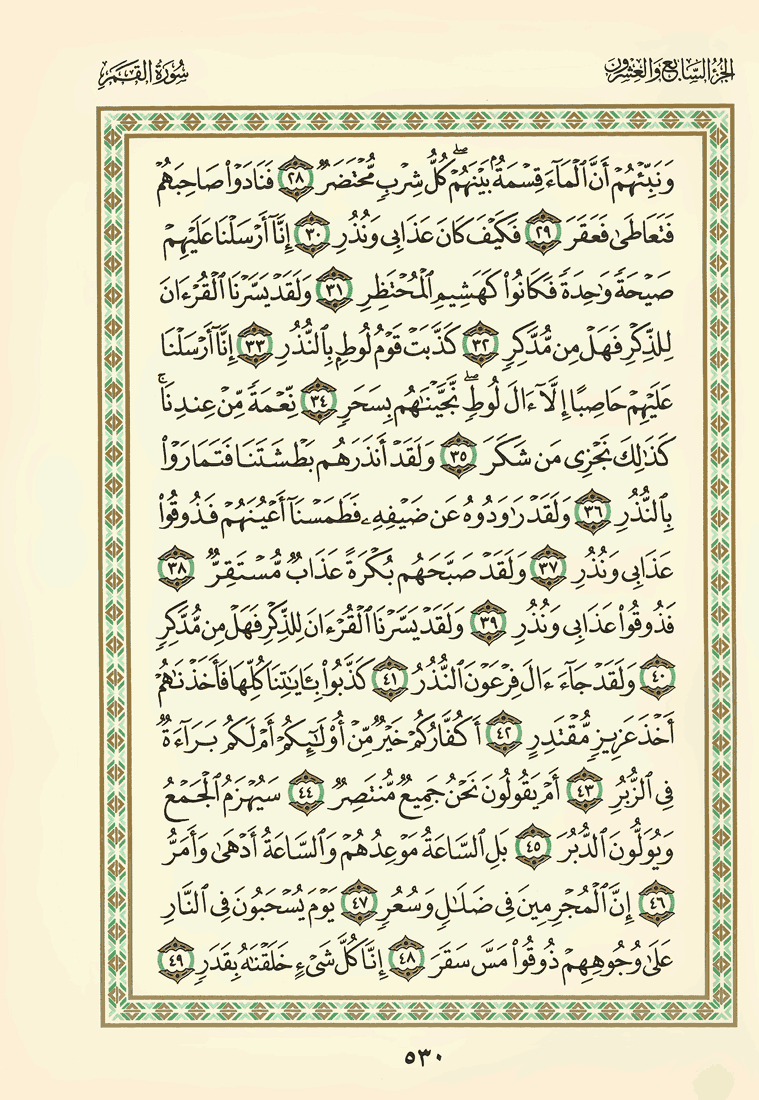 الجزء السابع والعشرون
سورة القمر
وَنَبِّئْهُمْ أَنَّ ٱلْمَآءَ قِسْمَةٌۢ بَيْنَهُمْ ۖ كُلُّ شِرْبٍ مُّحْتَضَرٌ ٢٨ فَنَادَوْا۟ صَاحِبَهُمْ
فَتَعَاطَىٰ فَعَقَرَ ٢٩ فَكَيْفَ كَانَ عَذَابِى وَنُذُرِ ٣٠ إِنَّآ أَرْسَلْنَا عَلَيْهِمْ
صَيْحَةً وَٰحِدَةً فَكَانُوا۟ كَهَشِيمِ ٱلْمُحْتَظِرِ ٣١ وَلَقَدْ يَسَّرْنَا ٱلْقُرْءَانَ
لِلذِّكْرِ فَهَلْ مِن مُّدَّكِرٍ ٣٢ كَذَّبَتْ قَوْمُ لُوطٍۭ بِٱلنُّذُرِ ٣٣ إِنَّآ أَرْسَلْنَا
عَلَيْهِمْ حَاصِبًا إِلَّآ ءَالَ لُوطٍ ۖ نَّجَّيْنَٰهُم بِسَحَرٍ ٣٤ نِّعْمَةً مِّنْ عِندِنَا ۚ
كَذَٰلِكَ نَجْزِى مَن شَكَرَ ٣٥ وَلَقَدْ أَنذَرَهُم بَطْشَتَنَا فَتَمَارَوْا۟
بِٱلنُّذُرِ ٣٦ وَلَقَدْ رَٰوَدُوهُ عَن ضَيْفِهِۦ فَطَمَسْنَآ أَعْيُنَهُمْ فَذُوقُوا۟
عَذَابِى وَنُذُرِ ٣٧ وَلَقَدْ صَبَّحَهُم بُكْرَةً عَذَابٌ مُّسْتَقِرٌّ ٣٨
فَذُوقُوا۟ عَذَابِى وَنُذُرِ ٣٩ وَلَقَدْ يَسَّرْنَا ٱلْقُرْءَانَ لِلذِّكْرِ فَهَلْ مِن مُّدَّكِرٍ
٤٠ وَلَقَدْ جَآءَ ءَالَ فِرْعَوْنَ ٱلنُّذُرُ ٤١ كَذَّبُوا۟ بِـَٔايَٰتِنَا كُلِّهَا فَأَخَذْنَٰهُمْ
أَخْذَ عَزِيزٍ مُّقْتَدِرٍ ٤٢ أَكُفَّارُكُمْ خَيْرٌ مِّنْ أُو۟لَٰٓئِكُمْ أَمْ لَكُم بَرَآءَةٌ
فِى ٱلزُّبُرِ ٤٣ أَمْ يَقُولُونَ نَحْنُ جَمِيعٌ مُّنتَصِرٌ ٤٤ سَيُهْزَمُ ٱلْجَمْعُ
وَيُوَلُّونَ ٱلدُّبُرَ ٤٥ بَلِ ٱلسَّاعَةُ مَوْعِدُهُمْ وَٱلسَّاعَةُ أَدْهَىٰ وَأَمَرُّ
٤٦ إِنَّ ٱلْمُجْرِمِينَ فِى ضَلَٰلٍ وَسُعُرٍ ٤٧ يَوْمَ يُسْحَبُونَ فِى ٱلنَّارِ
عَلَىٰ وُجُوهِهِمْ ذُوقُوا۟ مَسَّ سَقَرَ ٤٨ إِنَّا كُلَّ شَىْءٍ خَلَقْنَٰهُ بِقَدَرٍ ٤٩
٥٣٠